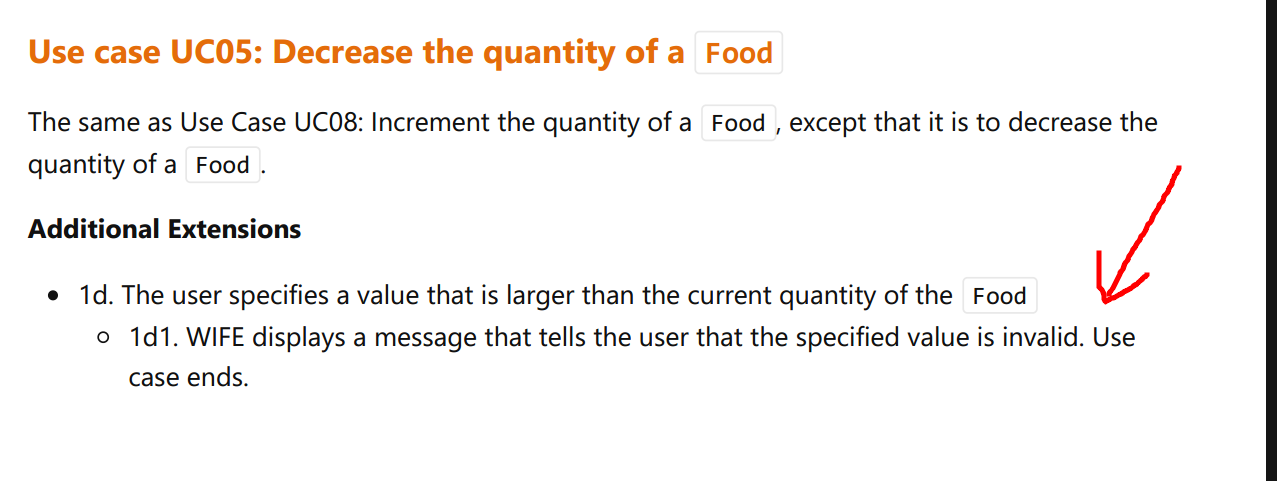 Use case UC05: Decrease the quantity of a Food
The same as Use Case UC08: Increment the quantity of a Food, except that it is to decrease the
quantity of a Food.
Additional Extensions
• 1d. The user specifies a value that is larger than the current quantity of the Food
○ 1d1. WIFE displays a message that tells the user that the specified value is invalid. Use
case ends.